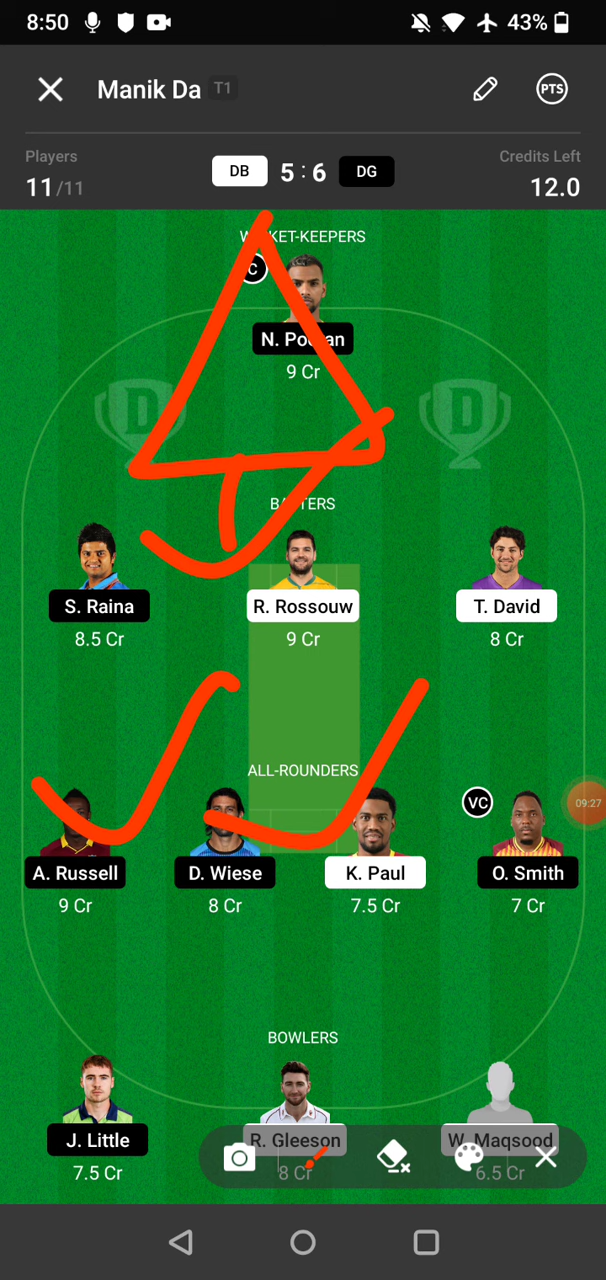 8:50 43%
Manik Da T1 PTS
Players Credits Left
11/11 DB 5 : 6 DG 12.0
WICKET-KEEPERS
C
N. Pooran
9 Cr
D D
BATTERS
S. Raina R. Rossouw T. David
8.5 Cr 9 Cr 8 Cr
ALL-ROUNDERS
VC 09:27
A. Russell D. Wiese K. Paul O. Smith
9 Cr 8 Cr 7.5 Cr 7 Cr
BOWLERS
J. Little R. Gleeson W. Maqsood
7.5 Cr 8 Cr 6.5 Cr